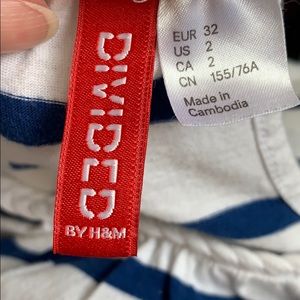 DIVIDED
BY H&M
EUR 32
US 2
CA 2
CN 155/76A
Made in
Cambodia